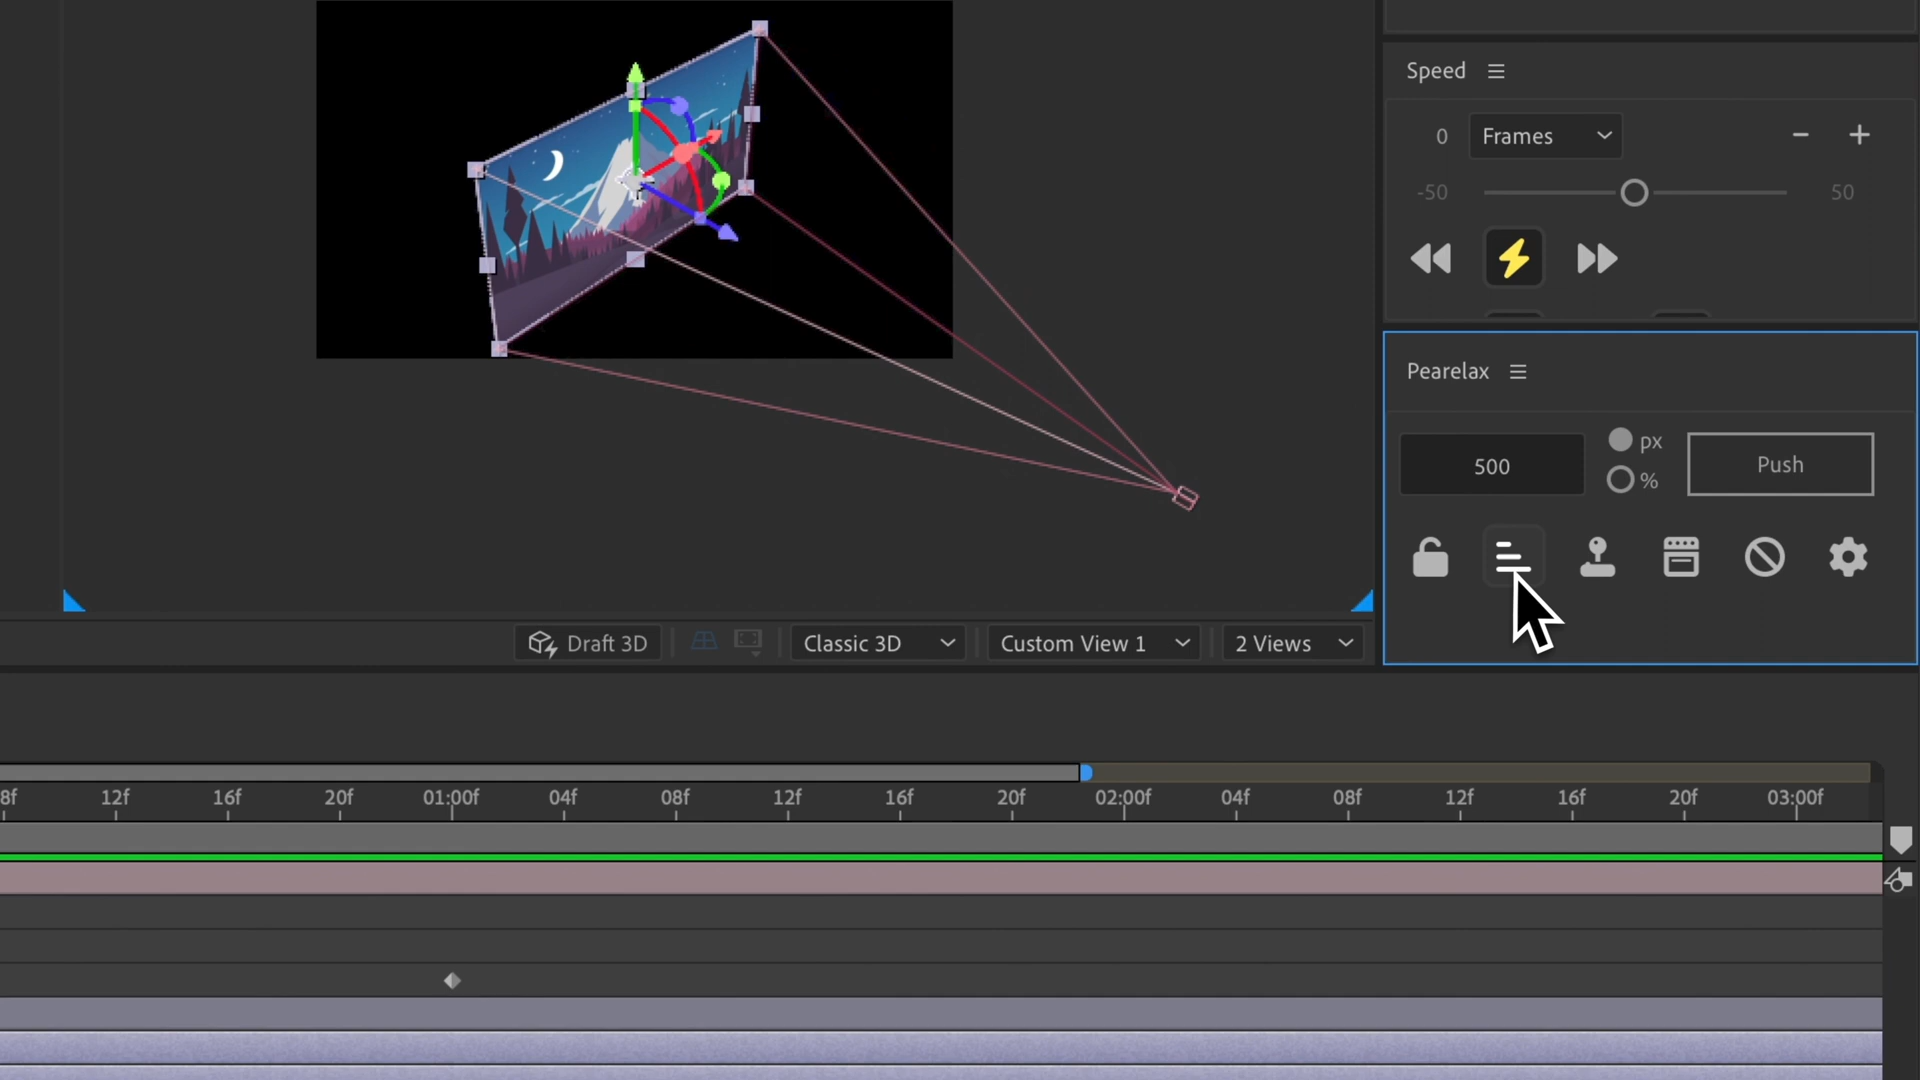 Speed
0 Frames
-50 50
Pearelax
500 px % Push
Draft 3D Classic 3D Custom View 1 2 Views
8f 12f 16f 20f 01:00f 04f 08f 12f 16f 20f 02:00f 04f 08f 12f 16f 20f 03:00f